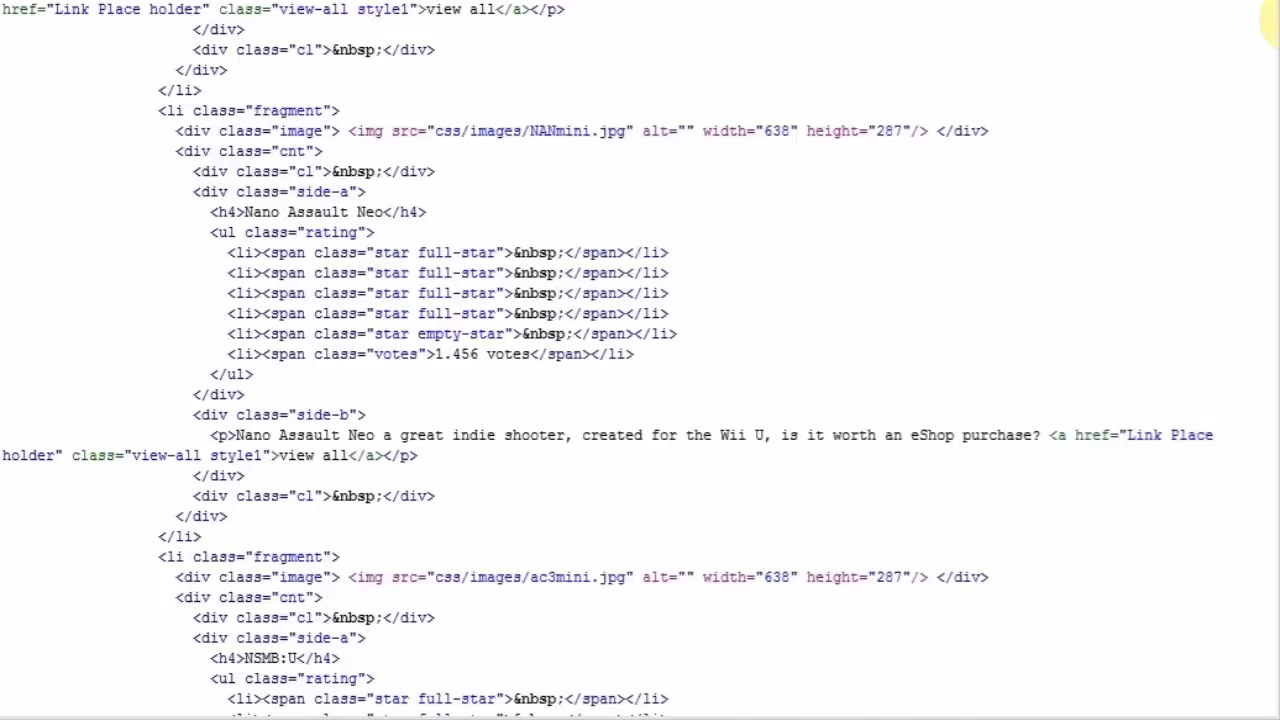 href="Link Place holder" class="view-all style1">view all</a></p>
</div>
<div class="cl">&nbsp;</div>
</div>
</li>
<li class="fragment">
<div class="image"> <img src="css/images/NANmini.jpg" alt="" width="638" height="287"/> </div>
<div class="cnt">
<div class="cl">&nbsp;</div>
<div class="side-a">
<h4>Nano Assault Neo</h4>
<ul class="rating">
<li><span class="star full-star">&nbsp;</span></li>
<li><span class="star full-star">&nbsp;</span></li>
<li><span class="star full-star">&nbsp;</span></li>
<li><span class="star full-star">&nbsp;</span></li>
<li><span class="star empty-star">&nbsp;</span></li>
<li><span class="votes">1.456 votes</span></li>
</ul>
</div>
<div class="side-b">
<p>Nano Assault Neo a great indie shooter, created for the Wii U, is it worth an eShop purchase? <a href="Link Place
holder" class="view-all style1">view all</a></p>
</div>
<div class="cl">&nbsp;</div>
</div>
</li>
<li class="fragment">
<div class="image"> <img src="css/images/ac3mini.jpg" alt="" width="638" height="287"/> </div>
<div class="cnt">
<div class="cl">&nbsp;</div>
<div class="side-a">
<h4>NSMB:U</h4>
<ul class="rating">
<li><span class="star full-star">&nbsp;</span></li>